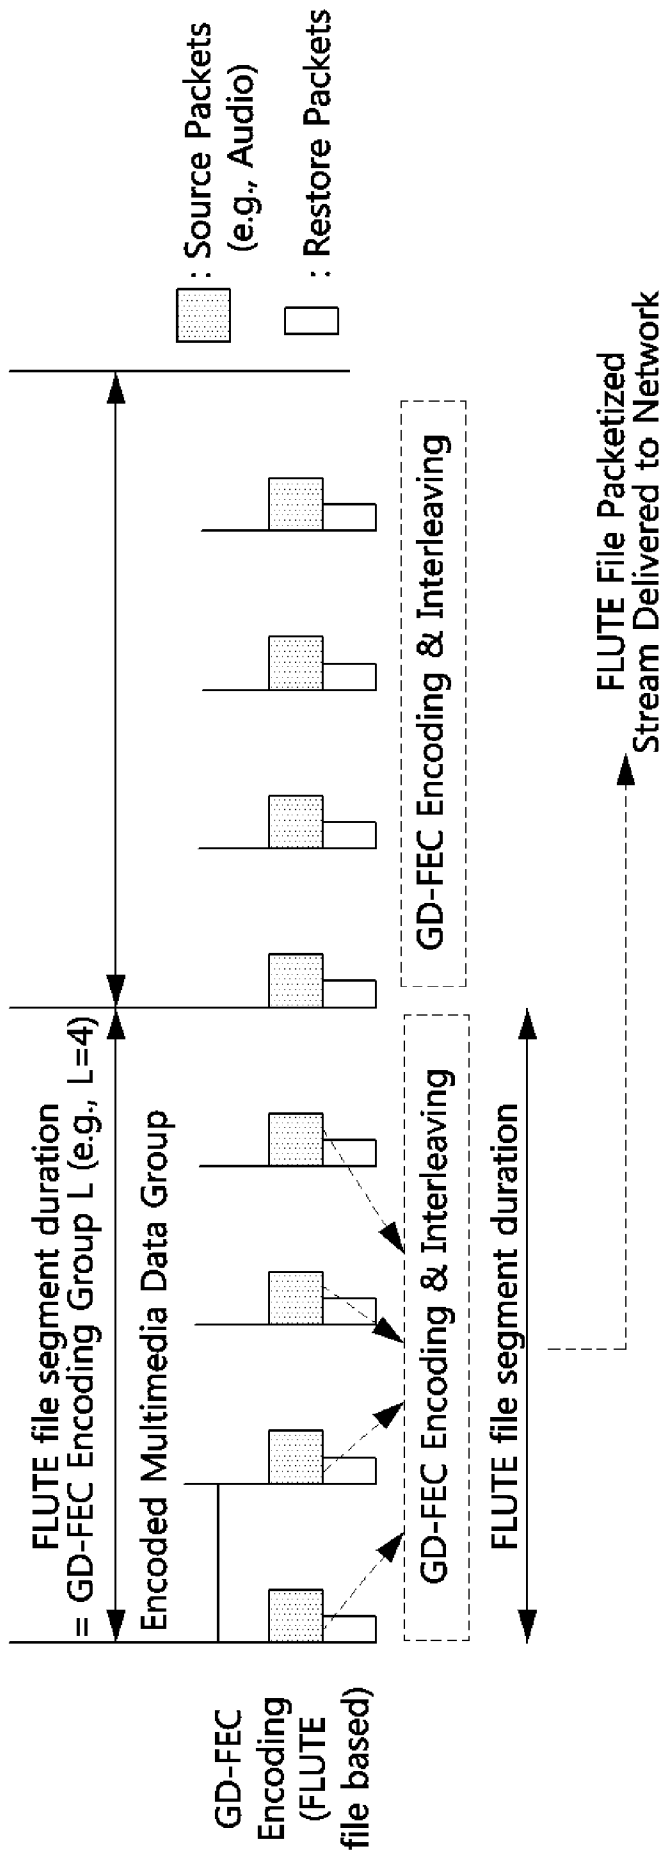 FLUTE file segment duration
= GD-FEC Encoding Group L (e.g., L=4)
Encoded Multimedia Data Group
: Source Packets
(e.g., Audio)
: Restore Packets
GD-FEC
Encoding
(FLUTE
file based)
GD-FEC Encoding & Interleaving
GD-FEC Encoding & Interleaving
FLUTE file segment duration
FLUTE File Packetized
Stream Delivered to Network